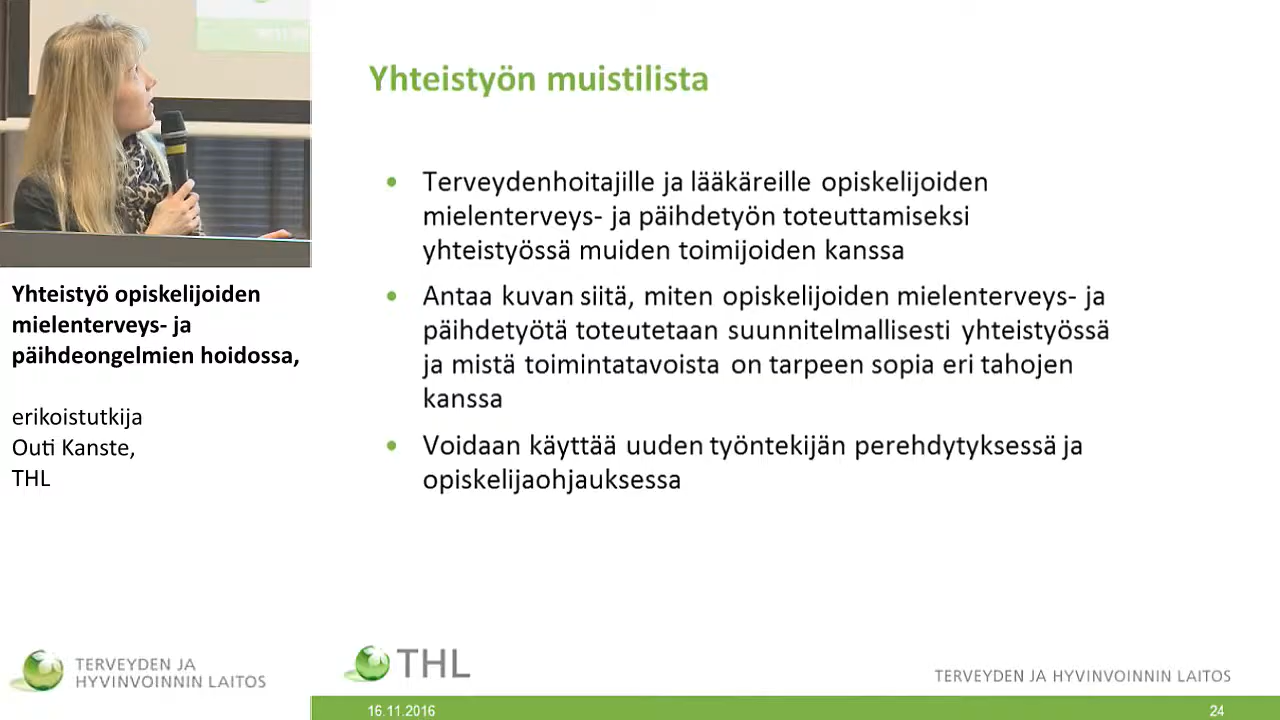 Yhteistyön muistilista
• Terveydenhoitajille ja lääkäreille opiskelijoiden
mielenterveys- ja päihdetyön toteuttamiseksi
yhteistyössä muiden toimijoiden kanssa
• Antaa kuvan siitä, miten opiskelijoiden mielenterveys- ja
päihdetyötä toteutetaan suunnitelmallisesti yhteistyössä
ja mistä toimintatavoista on tarpeen sopia eri tahojen
kanssa
• Voidaan käyttää uuden työntekijän perehdytyksessä ja
opiskelijaohjauksessa
Yhteistyö opiskelijoiden
mielenterveys- ja
päihdeongelmien hoidossa,
erikoistutkija
Outi Kanste,
THL
TERVEYDEN JA
HYVINVOINNIN LAITOS
THL
TERVEYDEN JA HYVINVOINNIN LAITOS
16.11.2016
24